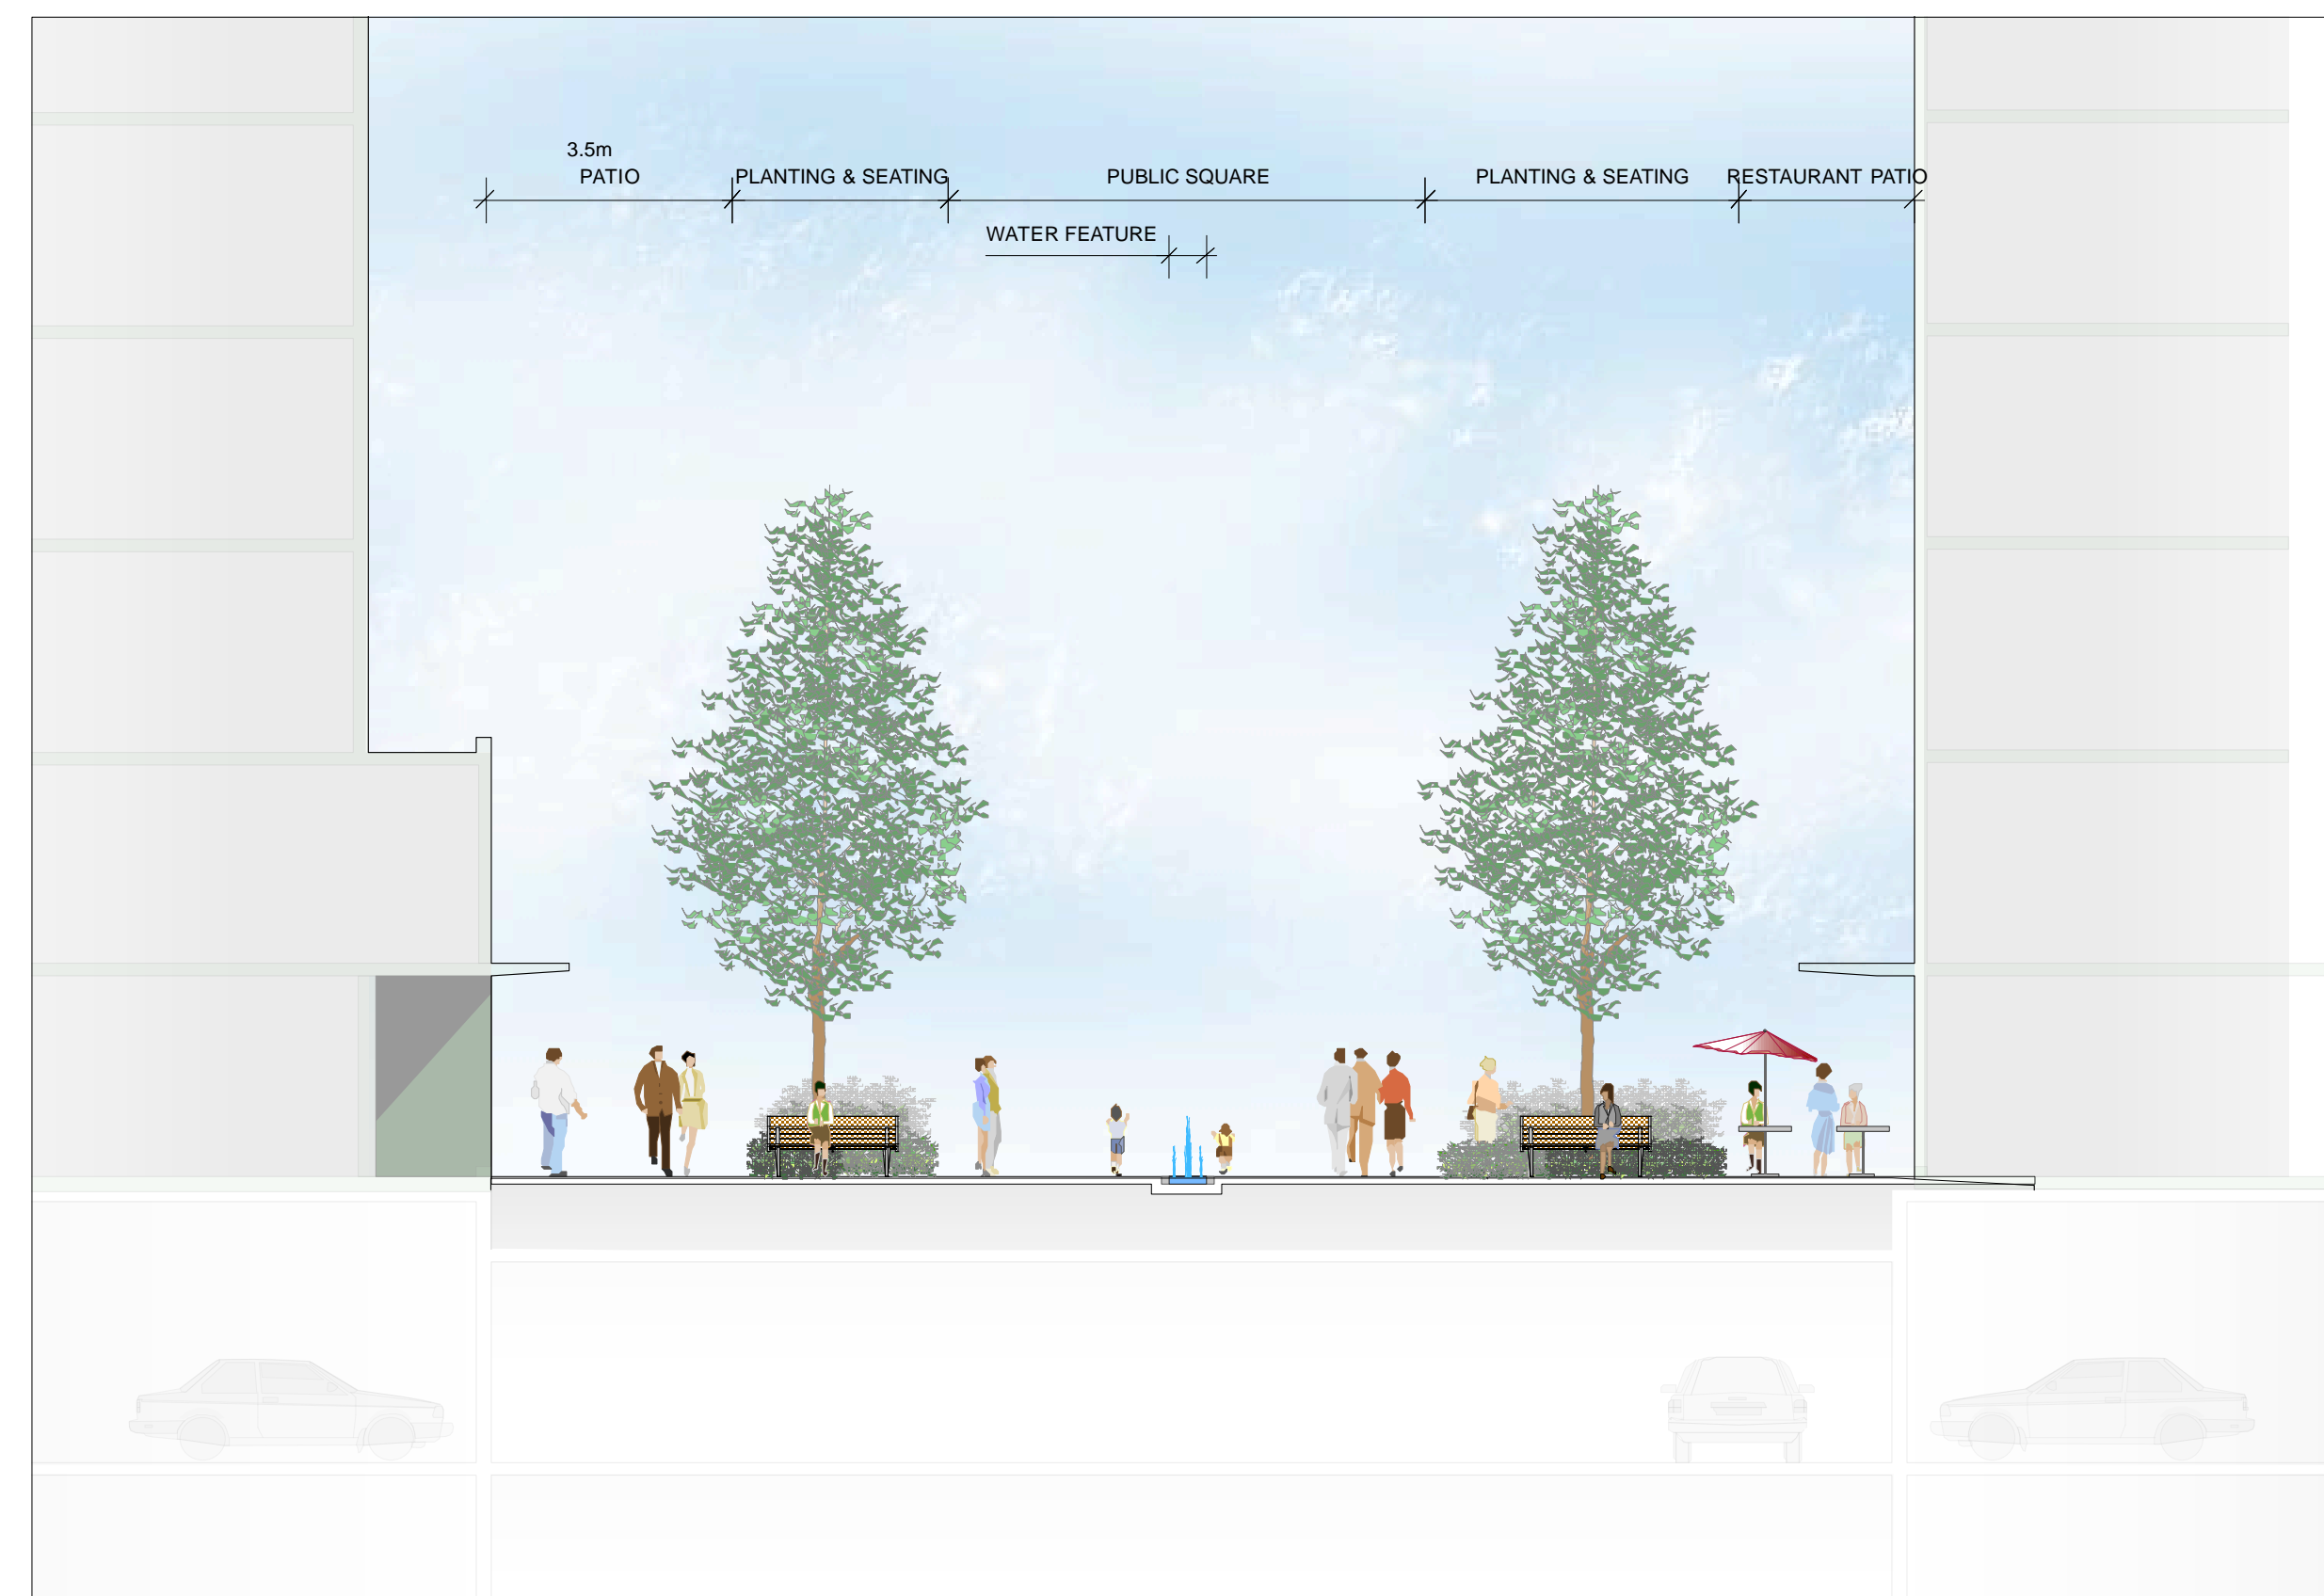 3.5m
PATIO
PLANTING & SEATING
PUBLIC SQUARE
PLANTING & SEATING
RESTAURANT PATIO
WATER FEATURE